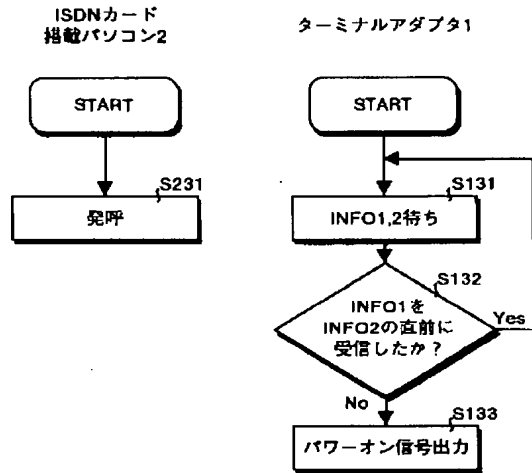 ISDNカード
搭載パソコン2
START
S231
発呼
ターミナルアダプタ1
START
S131
INFO1,2待ち
S132
INFO1を
INFO2の直前に
受信したか？
Yes
No
S133
パワーオン信号出力